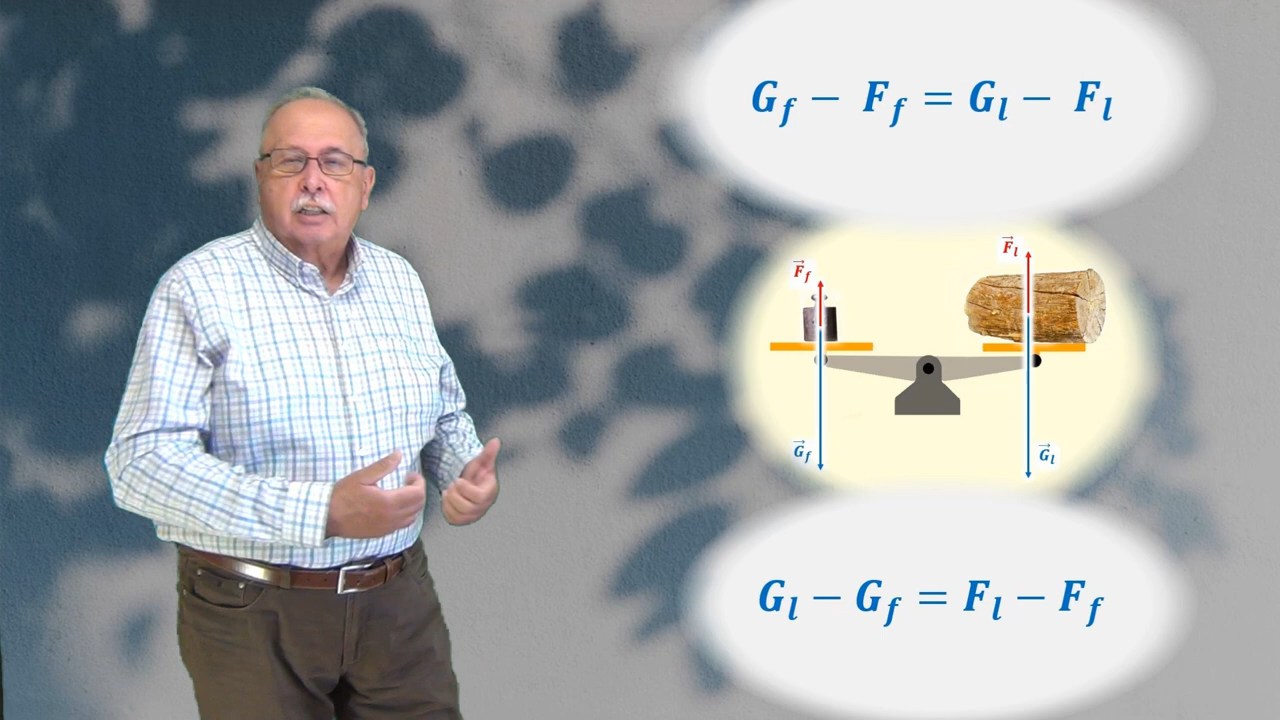 G_f − F_f = G_l − F_l
F⃗_l
F⃗_f
G⃗_f
G⃗_l
G_l − G_f = F_l − F_f